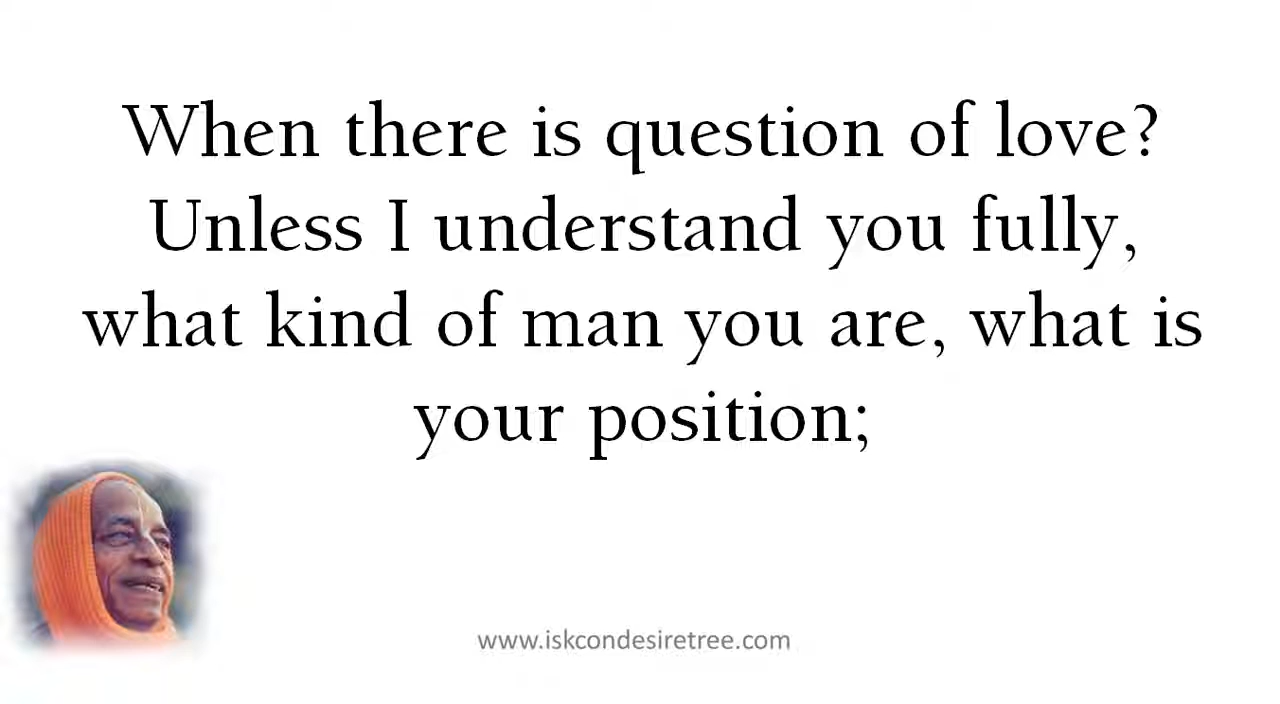 When there is question of love?
Unless I understand you fully,
what kind of man you are, what is
your position;
www.iskcondesiretree.com